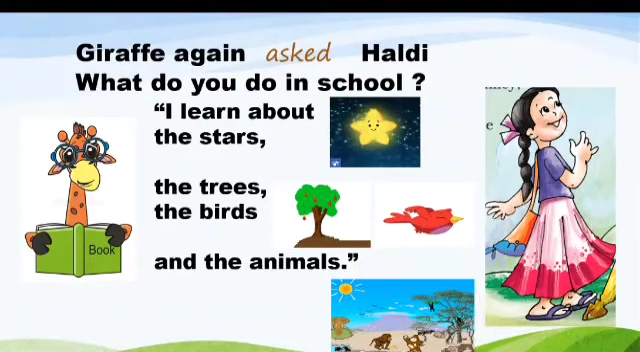 Giraffe again asked Haldi
What do you do in school ?
“I learn about
the stars,
the trees,
the birds
and the animals.”
Book
e